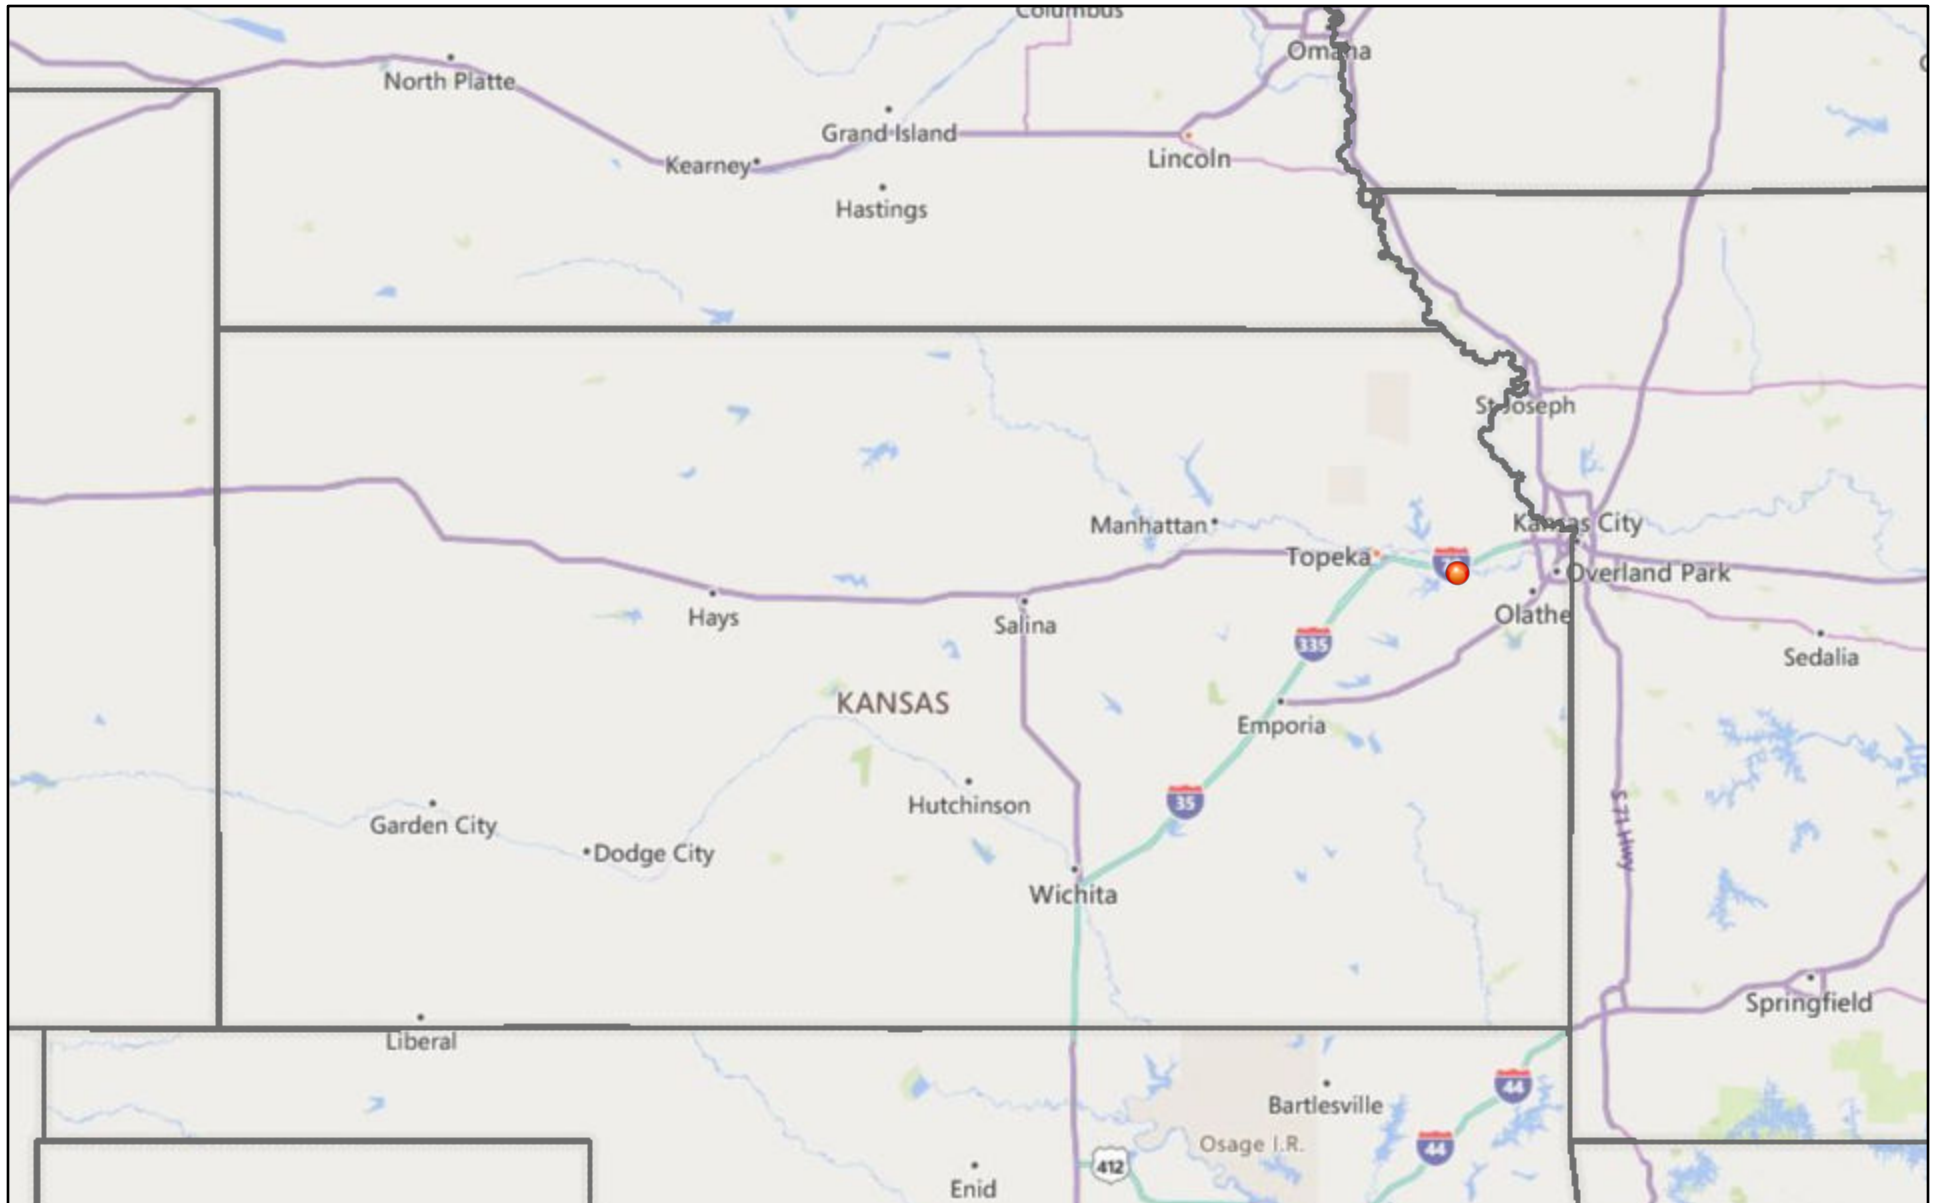 Columbus
Omaha
North Platte
Grand Island
Lincoln
Kearney
Hastings
St Joseph
Kansas City
Manhattan
Topeka
Overland Park
Hays
Salina
Olathe
335
Sedalia
KANSAS
Emporia
Hutchinson
35
Garden City
Dodge City
S 71 Hwy
Wichita
Springfield
Liberal
44
Bartlesville
Osage I.R.
44
412
Enid